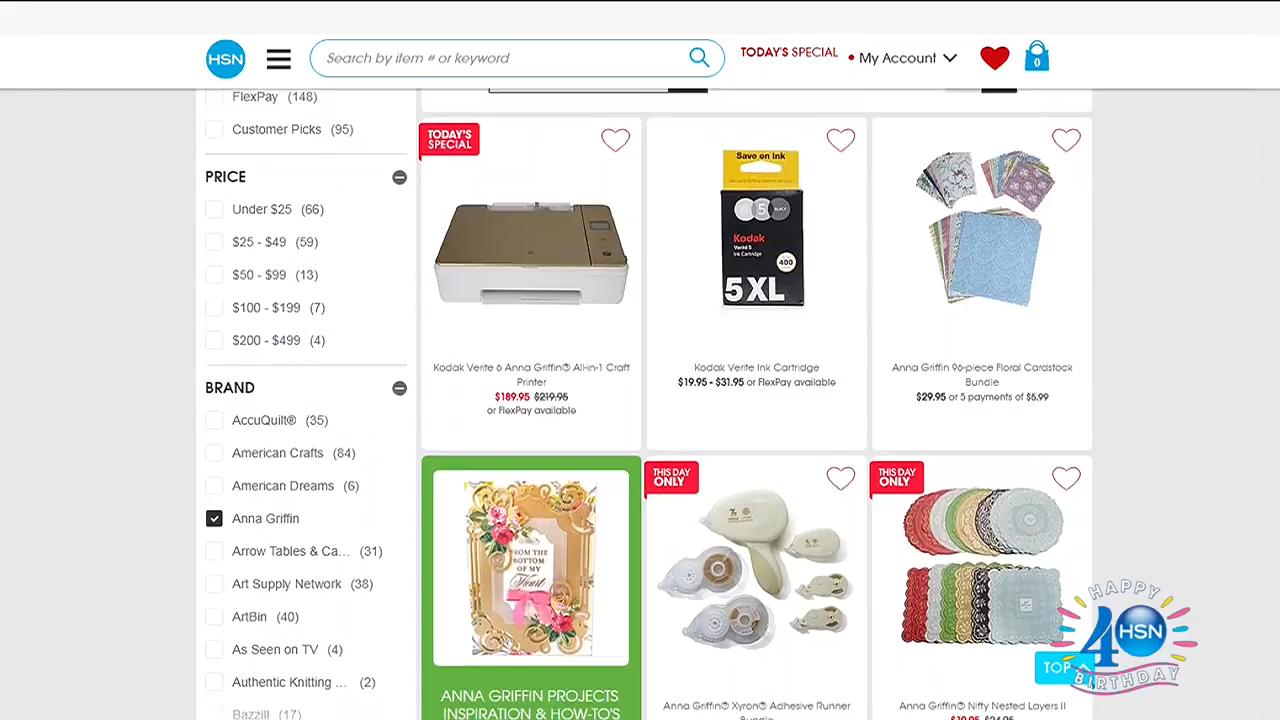 HSN
Search by item # or keyword
TODAY'S SPECIAL
My Account
0
FlexPay (148)
Customer Picks (95)
PRICE
Under $25 (66)
$25 - $49 (59)
$50 - $99 (13)
$100 - $199 (7)
$200 - $499 (4)
BRAND
AccuQuilt® (35)
American Crafts (84)
American Dreams (6)
Anna Griffin
Arrow Tables & Ca... (31)
Art Supply Network (38)
ArtBin (40)
As Seen on TV (4)
Authentic Knitting ... (2)
Bazzill (17)
TODAY'S
SPECIAL
Kodak Verite 6 Anna Griffin® All-in-1 Craft
Printer
$189.95 $219.95
or FlexPay available
Save on Ink
5
BLACK
Kodak
Verité 5
Ink Cartridge
400
5 XL
Kodak Verite Ink Cartridge
$19.95 - $31.95 or FlexPay available
Anna Griffin 96-piece Floral Cardstock
Bundle
$29.95 or 5 payments of $5.99
FROM THE
BOTTOM
OF MY
Heart
ANNA GRIFFIN PROJECTS
INSPIRATION & HOW-TO'S
THIS DAY
ONLY
Anna Griffin® Xyron® Adhesive Runner
Bundle
THIS DAY
ONLY
Anna Griffin® Nifty Nested Layers II
$19.95 $24.95
TOP
HAPPY
40
HSN
BIRTHDAY